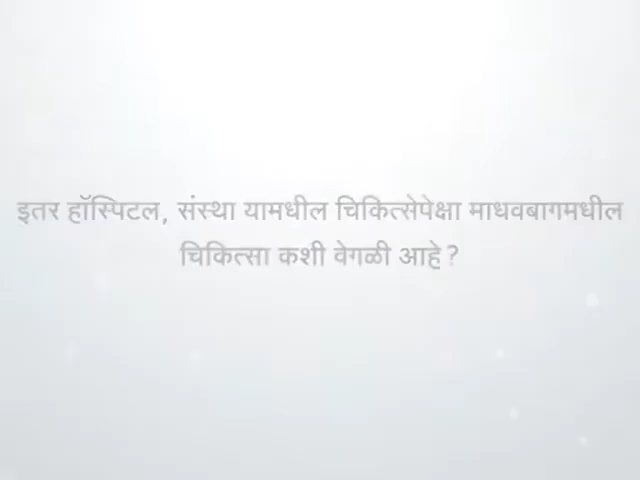 इतर हॉस्पिटल, संस्था यामधील चिकित्सेपेक्षा माधवबागमधील
चिकित्सा कशी वेगळी आहे ?